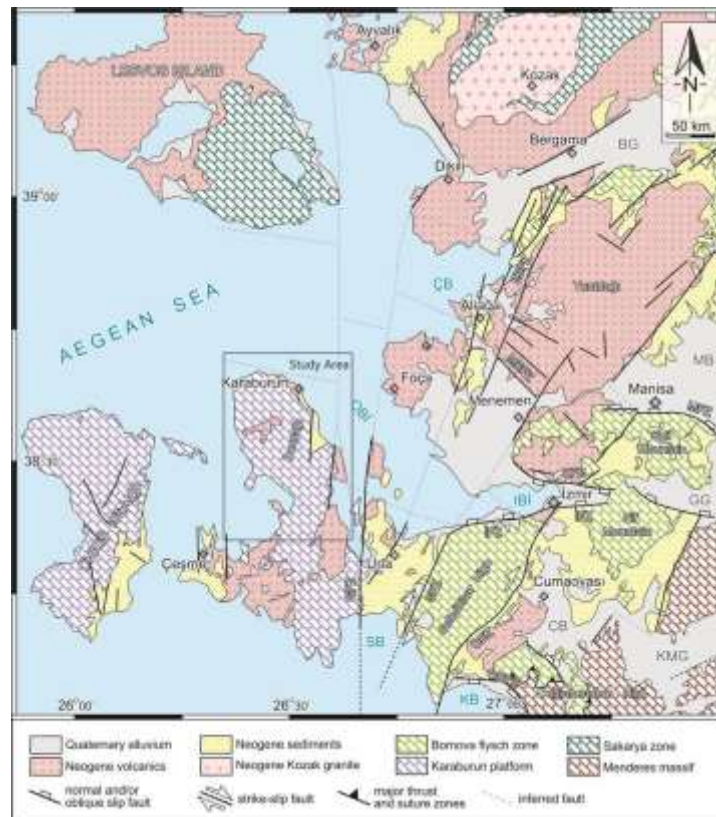 Ayvalık
LESVOS ISLAND
Kozak
N
50 km
Bergama
BG
Dikili
39°00'
ÇB
Aliağa
Yuntdağı
AEGEAN SEA
MB
Study Area
Karaburun
Foça
Manisa
Menemen
38°30'
İzmir
GG
Çeşme
Urla
Cumaovası
CB
SB
KMG
KB
26°00'
26°30'
27°00'
Quaternary alluvium
Neogene sediments
Bornova flysch zone
Sakarya zone
Neogene volcanics
Neogene Kozak granite
Karaburun platform
Menderes massif
normal and/or
oblique slip fault
strike-slip fault
major thrust
and suture zones
inferred fault